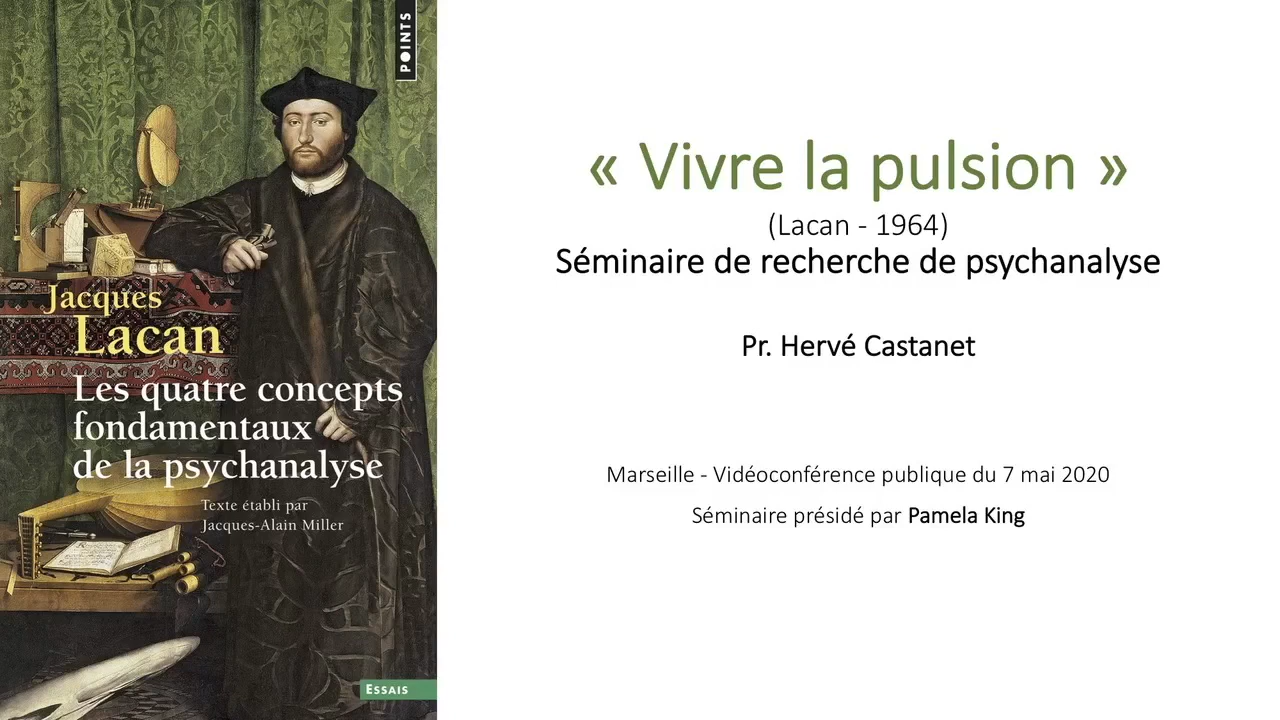 POINTS
Jacques
Lacan
Les quatre concepts
fondamentaux
de la psychanalyse
Texte établi par
Jacques-Alain Miller
ESSAIS
« Vivre la pulsion »
(Lacan - 1964)
Séminaire de recherche de psychanalyse
Pr. Hervé Castanet
Marseille - Vidéoconférence publique du 7 mai 2020
Séminaire présidé par Pamela King